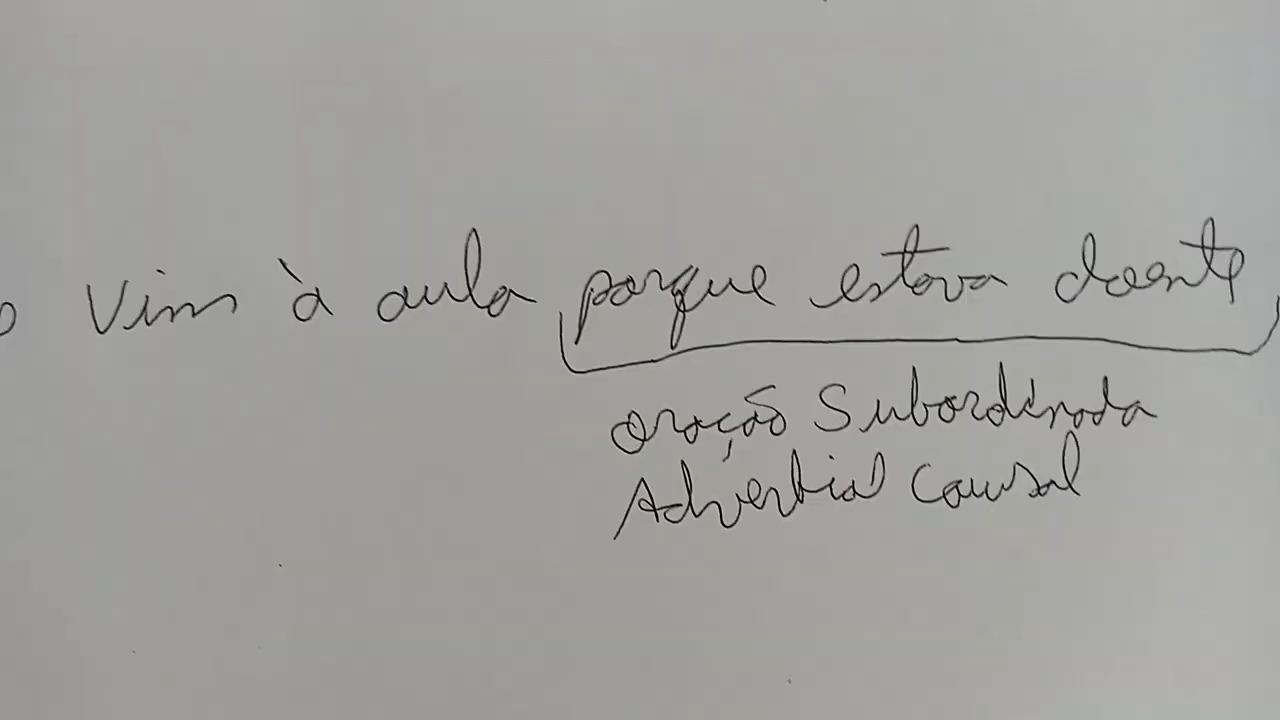 o vim à aula porque estava doente
oração Subordinada
Adverbial Causal